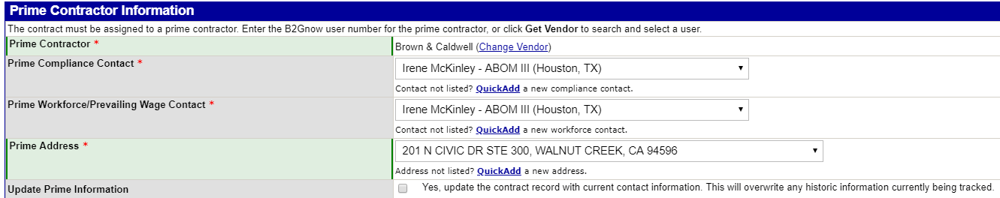 Prime Contractor Information
The contract must be assigned to a prime contractor. Enter the B2Gnow user number for the prime contractor, or click Get Vendor to search and select a user.
Prime Contractor * Brown & Caldwell (Change Vendor)
Prime Compliance Contact * Irene McKinley - ABOM III (Houston, TX)
Contact not listed? QuickAdd a new compliance contact.
Prime Workforce/Prevailing Wage Contact * Irene McKinley - ABOM III (Houston, TX)
Contact not listed? QuickAdd a new workforce contact.
Prime Address * 201 N CIVIC DR STE 300, WALNUT CREEK, CA 94596
Address not listed? QuickAdd a new address.
Update Prime Information Yes, update the contract record with current contact information. This will overwrite any historic information currently being tracked.